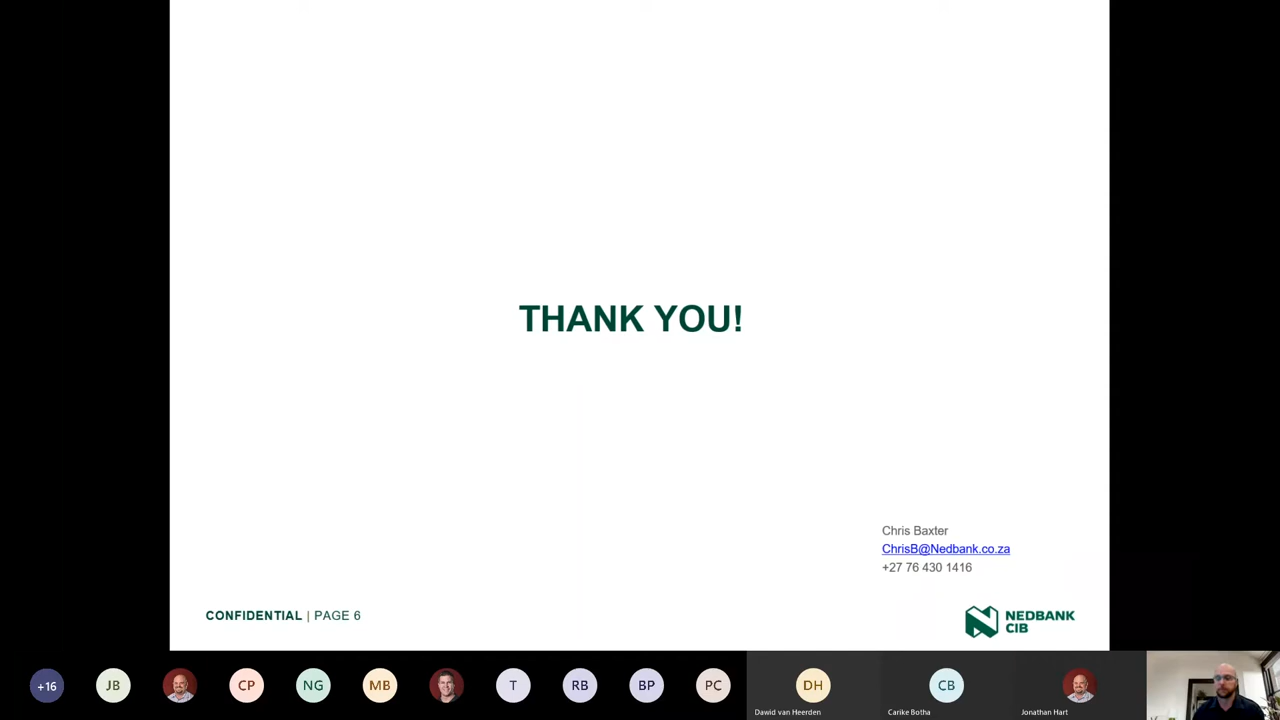 THANK YOU!
Chris Baxter
ChrisB@Nedbank.co.za
+27 76 430 1416
CONFIDENTIAL | PAGE 6
NEDBANK
CIB
+16
JB
CP
NG
MB
T
RB
BP
PC
DH
CB
Dawid van Heerden
Carike Botha
Jonathan Hart